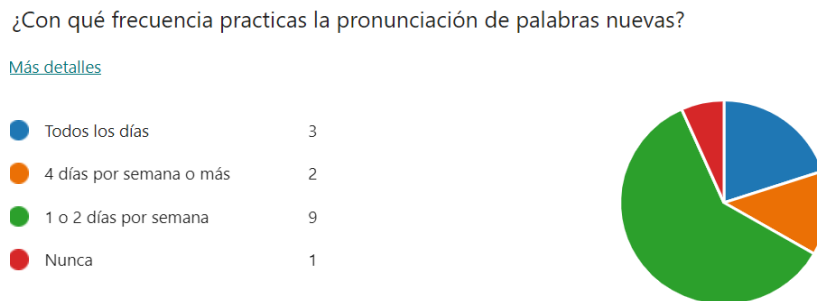 ¿Con qué frecuencia practicas la pronunciación de palabras nuevas?
Más detalles
Todos los días 3
4 días por semana o más 2
1 o 2 días por semana 9
Nunca 1